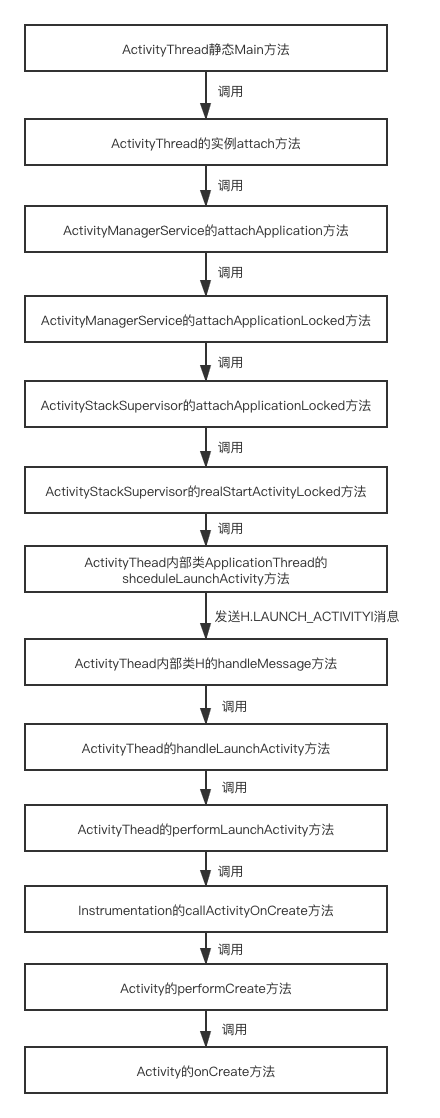 ActivityThread静态Main方法
调用
ActivityThread的实例attach方法
调用
ActivityManagerService的attachApplication方法
调用
ActivityManagerService的attachApplicationLocked方法
调用
ActivityStackSupervisor的attachApplicationLocked方法
调用
ActivityStackSupervisor的realStartActivityLocked方法
调用
ActivityThead内部类ApplicationThread的
shceduleLaunchActivity方法
发送H.LAUNCH_ACTIVITYI消息
ActivityThead内部类H的handleMessage方法
调用
ActivityThead的handleLaunchActivity方法
调用
ActivityThead的performLaunchActivity方法
调用
Instrumentation的callActivityOnCreate方法
调用
Activity的performCreate方法
调用
Activity的onCreate方法